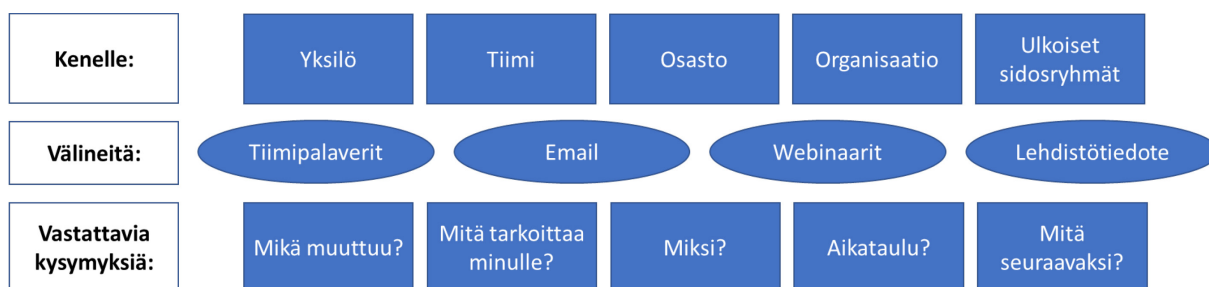 Kenelle:
Yksilö
Tiimi
Osasto
Organisaatio
Ulkoiset
sidosryhmät
Välineitä:
Tiimipalaverit
Email
Webinaarit
Lehdistötiedote
Vastattavia
kysymyksiä:
Mikä muuttuu?
Mitä tarkoittaa
minulle?
Miksi?
Aikataulu?
Mitä
seuraavaksi?